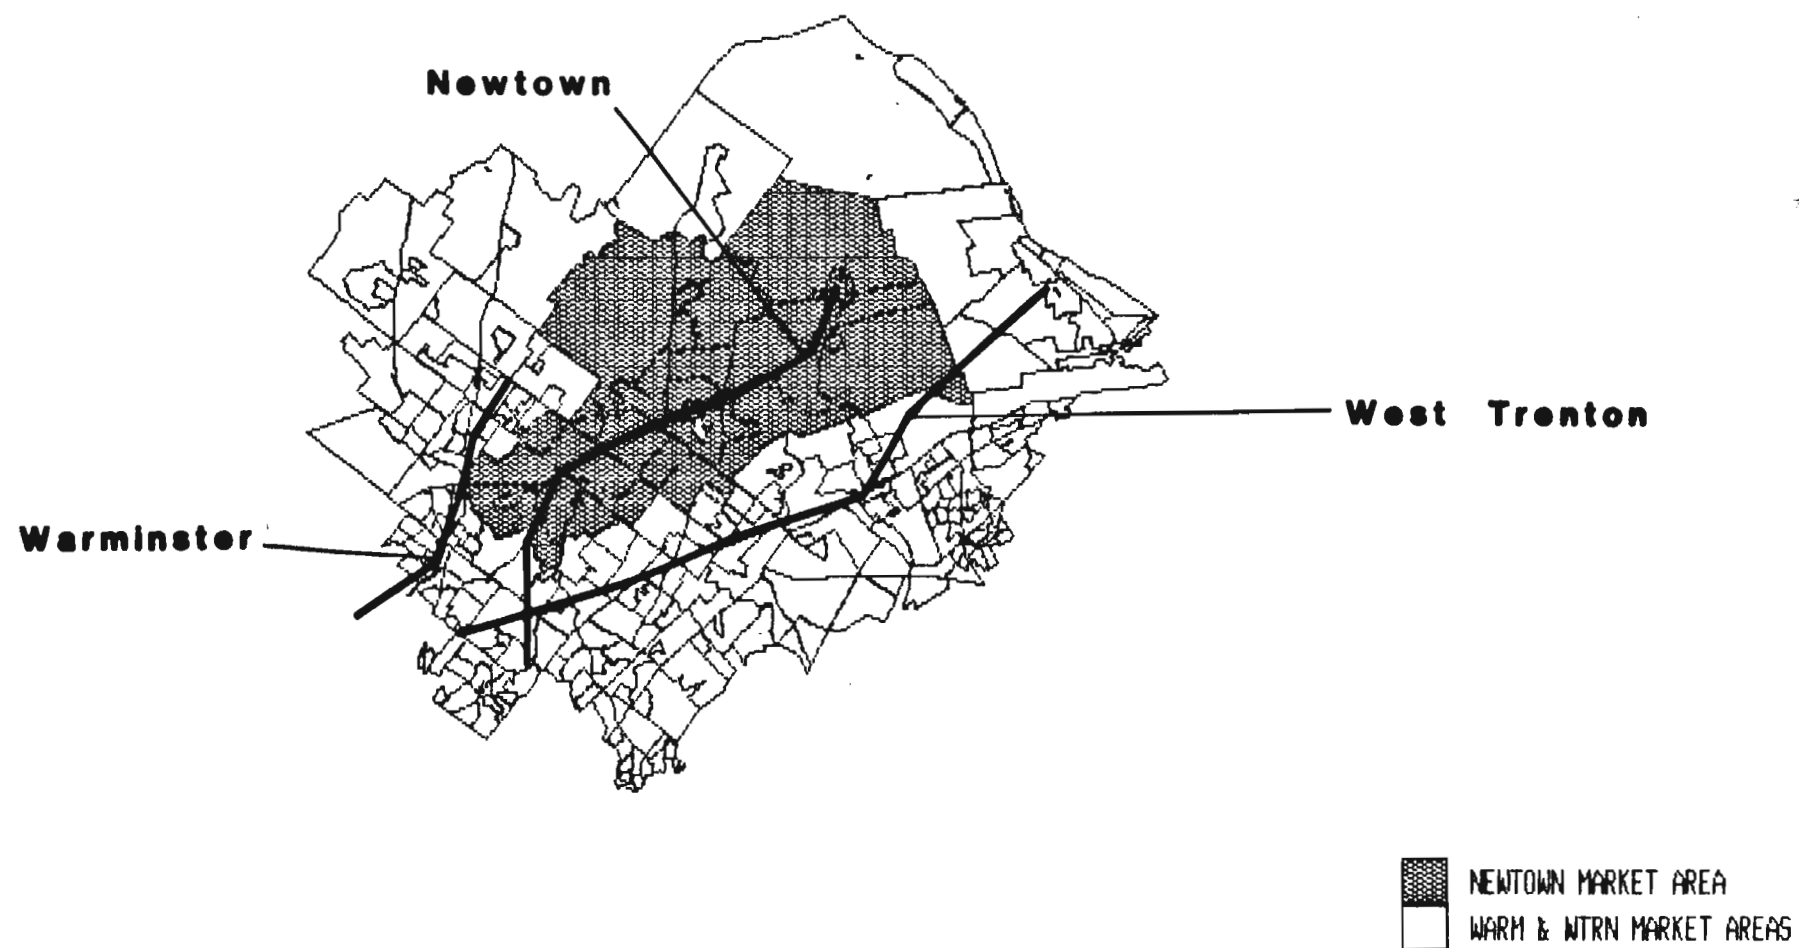 Newtown
West Trenton
Warminster
NEWTOWN MARKET AREA
WARM & WTRN MARKET AREAS